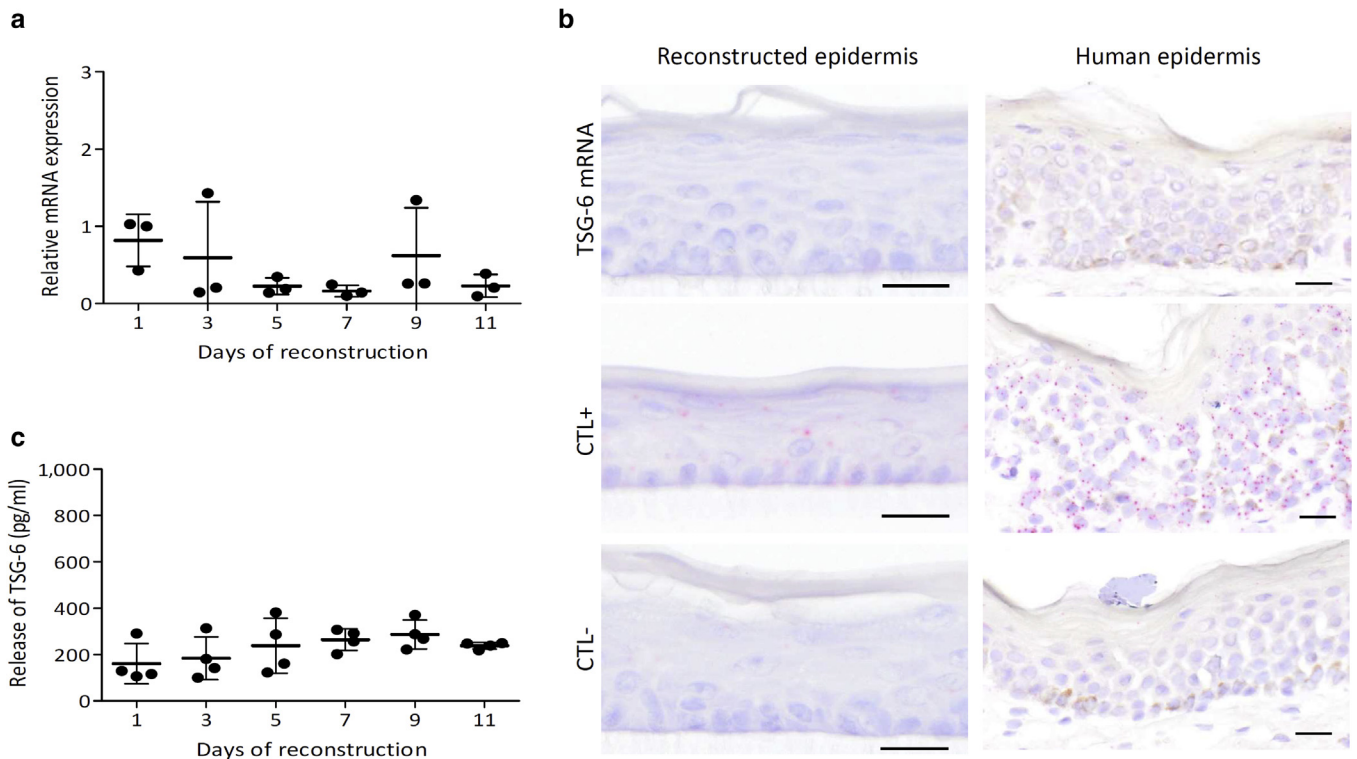 a
3
2
1
0
Relative mRNA expression
1 3 5 7 9 11
Days of reconstruction
b
Reconstructed epidermis Human epidermis
TSG-6 mRNA
CTL+
CTL-
c
1,000
800
600
400
200
0
Release of TSG-6 (pg/ml)
1 3 5 7 9 11
Days of reconstruction